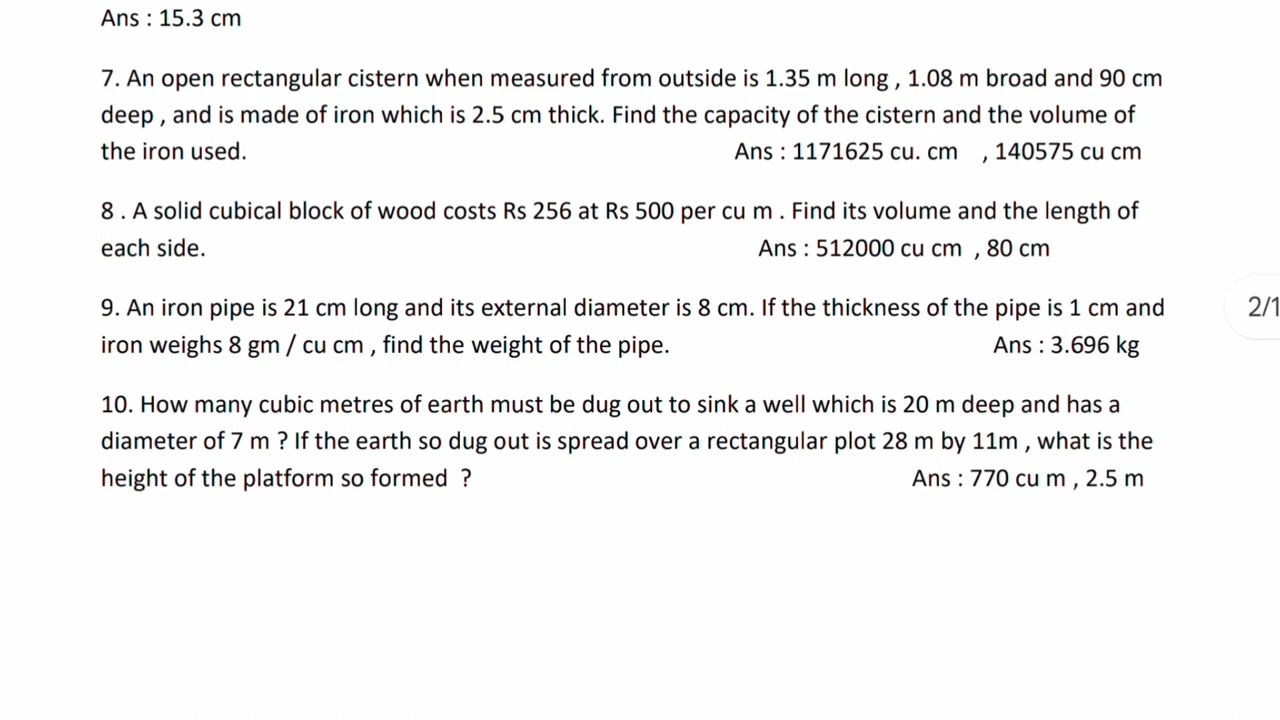 Ans : 15.3 cm
7. An open rectangular cistern when measured from outside is 1.35 m long , 1.08 m broad and 90 cm
deep , and is made of iron which is 2.5 cm thick. Find the capacity of the cistern and the volume of
the iron used. Ans : 1171625 cu. cm , 140575 cu cm
8 . A solid cubical block of wood costs Rs 256 at Rs 500 per cu m . Find its volume and the length of
each side. Ans : 512000 cu cm , 80 cm
9. An iron pipe is 21 cm long and its external diameter is 8 cm. If the thickness of the pipe is 1 cm and
iron weighs 8 gm / cu cm , find the weight of the pipe. Ans : 3.696 kg
2/1
10. How many cubic metres of earth must be dug out to sink a well which is 20 m deep and has a
diameter of 7 m ? If the earth so dug out is spread over a rectangular plot 28 m by 11m , what is the
height of the platform so formed ? Ans : 770 cu m , 2.5 m